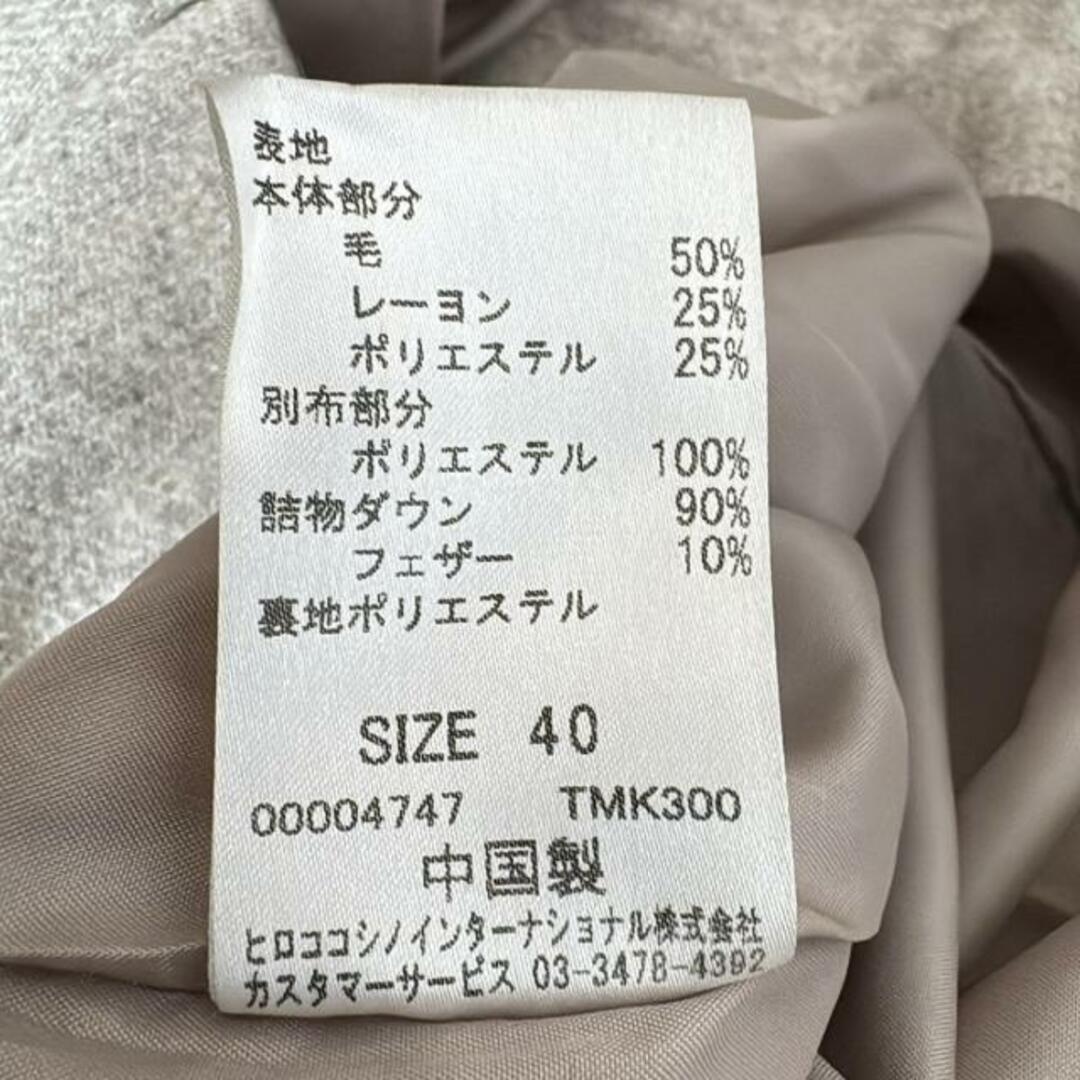 表地
本体部分
毛 50%
レーヨン 25%
ポリエステル 25%
別布部分
ポリエステル 100%
詰物ダウン 90%
フェザー 10%
裏地ポリエステル
SIZE 40
00004747 TMK300
中国製
ヒロココシノインターナショナル株式会社
カスタマーサービス 03-3478-4392